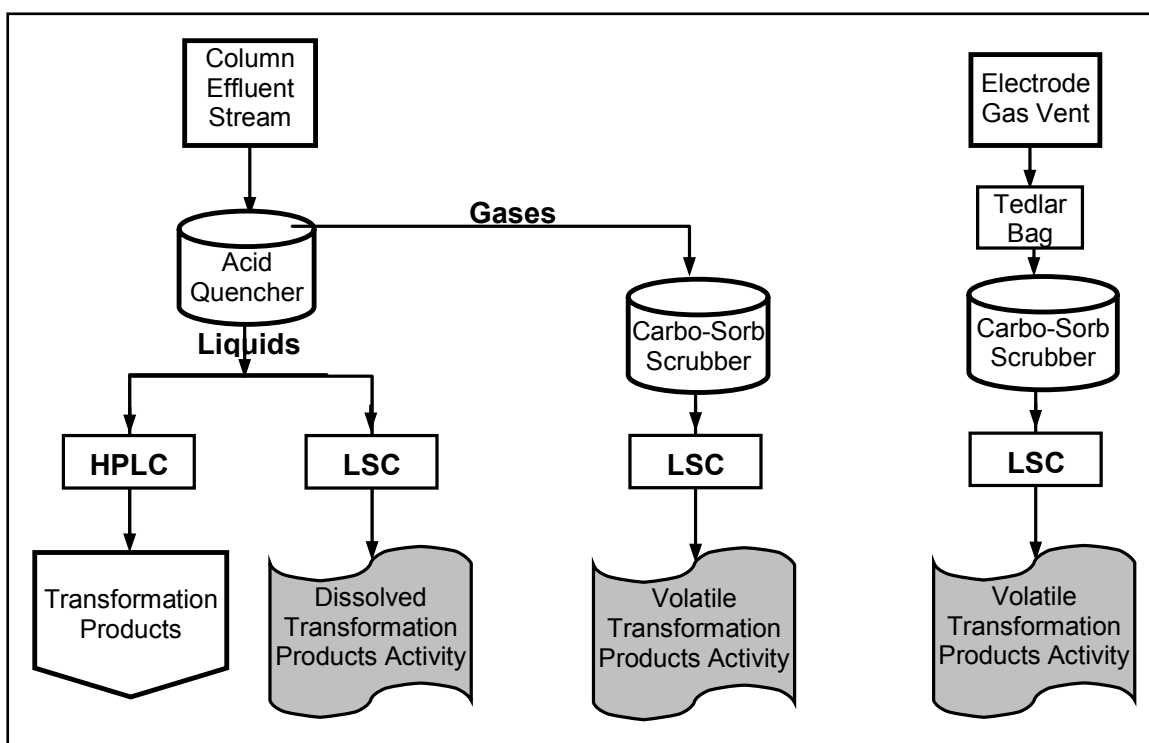 Column
Effluent
Stream
Electrode
Gas Vent
Gases
Tedlar
Bag
Acid
Quencher
Liquids
Carbo-Sorb
Scrubber
Carbo-Sorb
Scrubber
HPLC
LSC
LSC
LSC
Transformation
Products
Dissolved
Transformation
Products Activity
Volatile
Transformation
Products Activity
Volatile
Transformation
Products Activity